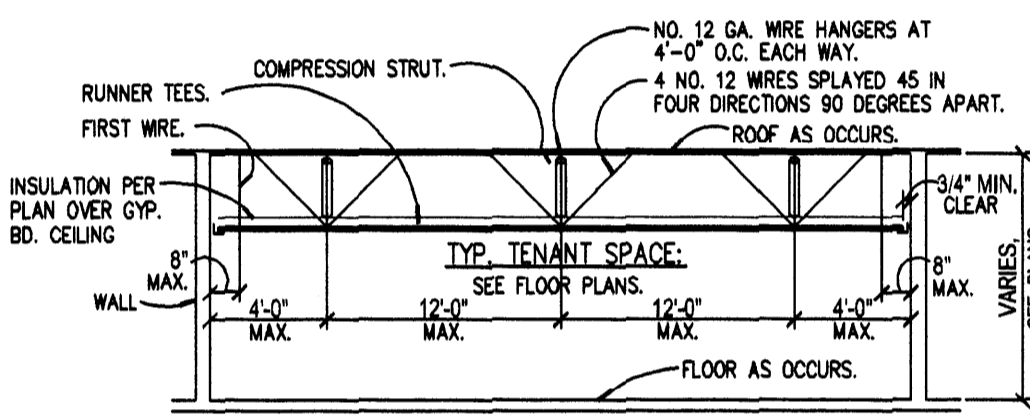 NO. 12 GA. WIRE HANGERS AT
4'-0" O.C. EACH WAY.
COMPRESSION STRUT.
4 NO. 12 WIRES SPLAYED 45 IN
FOUR DIRECTIONS 90 DEGREES APART.
RUNNER TEES.
FIRST WIRE.
ROOF AS OCCURS.
INSULATION PER
PLAN OVER GYP.
BD. CEILING
3/4" MIN.
CLEAR
TYP. TENANT SPACE:
SEE FLOOR PLANS.
8"
MAX.
8"
MAX.
WALL
4'-0"
MAX.
12'-0"
MAX.
12'-0"
MAX.
4'-0"
MAX.
VARIES,
FLOOR AS OCCURS.